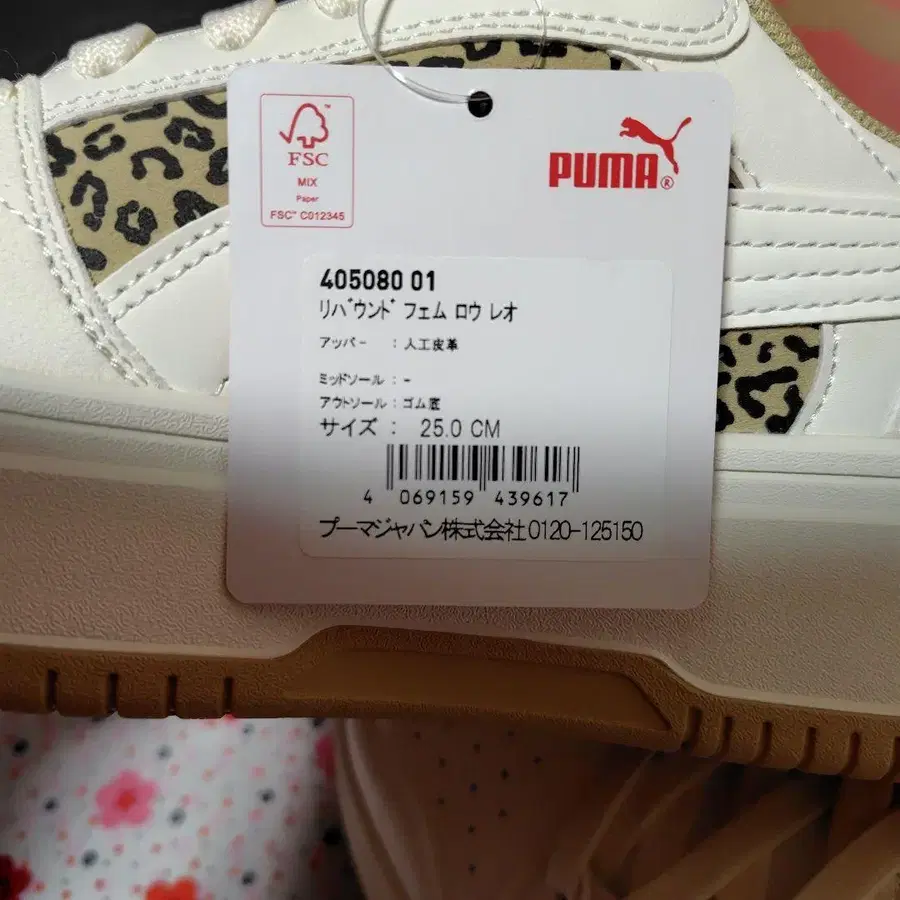 FSC
MIX
Paper
FSC™ C012345
PUMA®
405080 01
リバウンド フェム ロウ レオ
アッパー : 人工皮革
ミッドソール : -
アウトソール : ゴム底
サイズ : 25.0 CM
4 069159 439617
プーマジャパン株式会社0120-125150